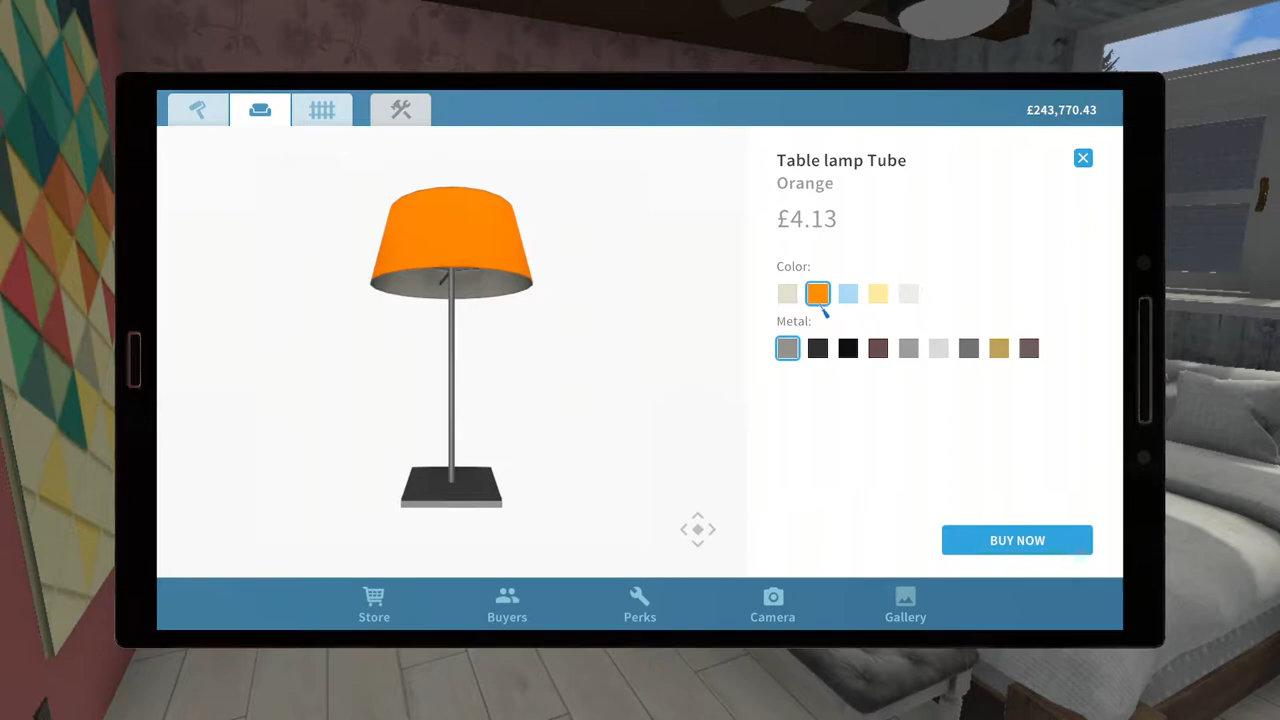 £243,770.43
Table lamp Tube
Orange
£4.13
Color:
Metal:
BUY NOW
Store
Buyers
Perks
Camera
Gallery